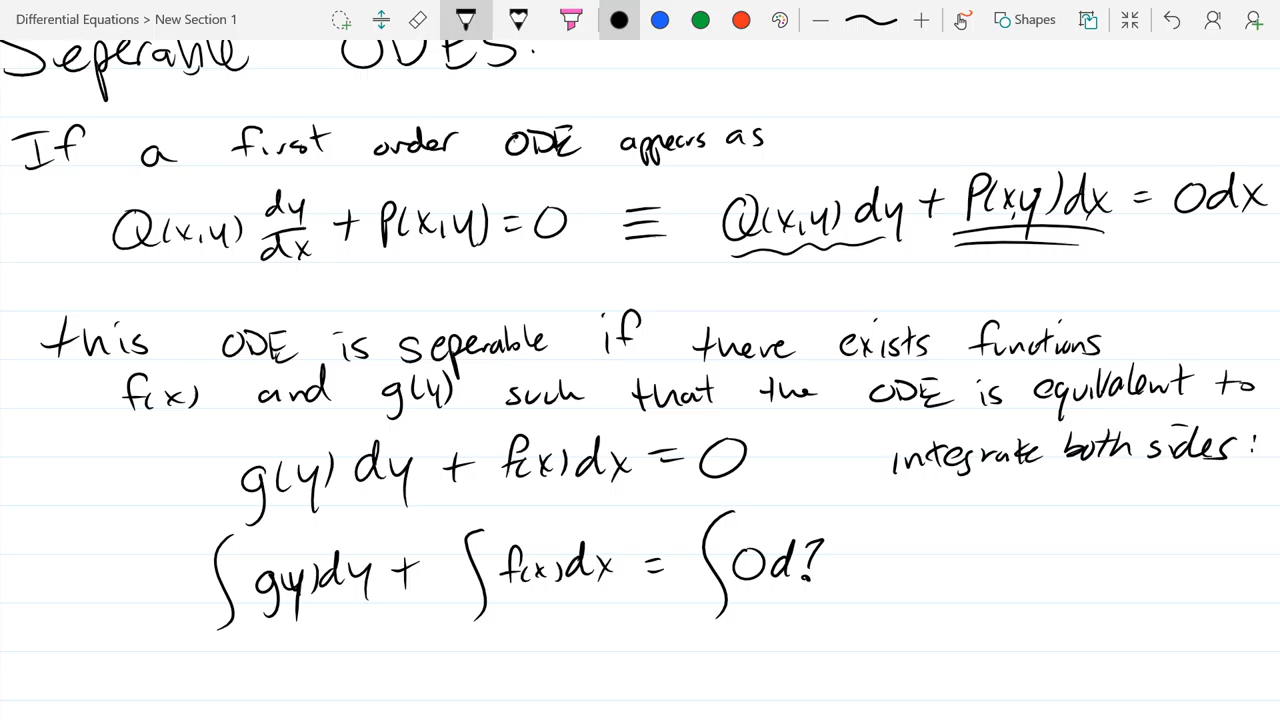 Differential Equations > New Section 1
Shapes
Seperable ODES.
If a first order ODE appears as
Q(x,y) dy/dx + P(x,y) = 0 ≡ Q(x,y) dy + P(x,y) dx = 0dx
this ODE is seperable if there exists functions
f(x) and g(y) such that the ODE is equivalent to
g(y) dy + f(x) dx = 0
integrate both sides:
∫ g(y) dy + ∫ f(x) dx = ∫ 0 d?